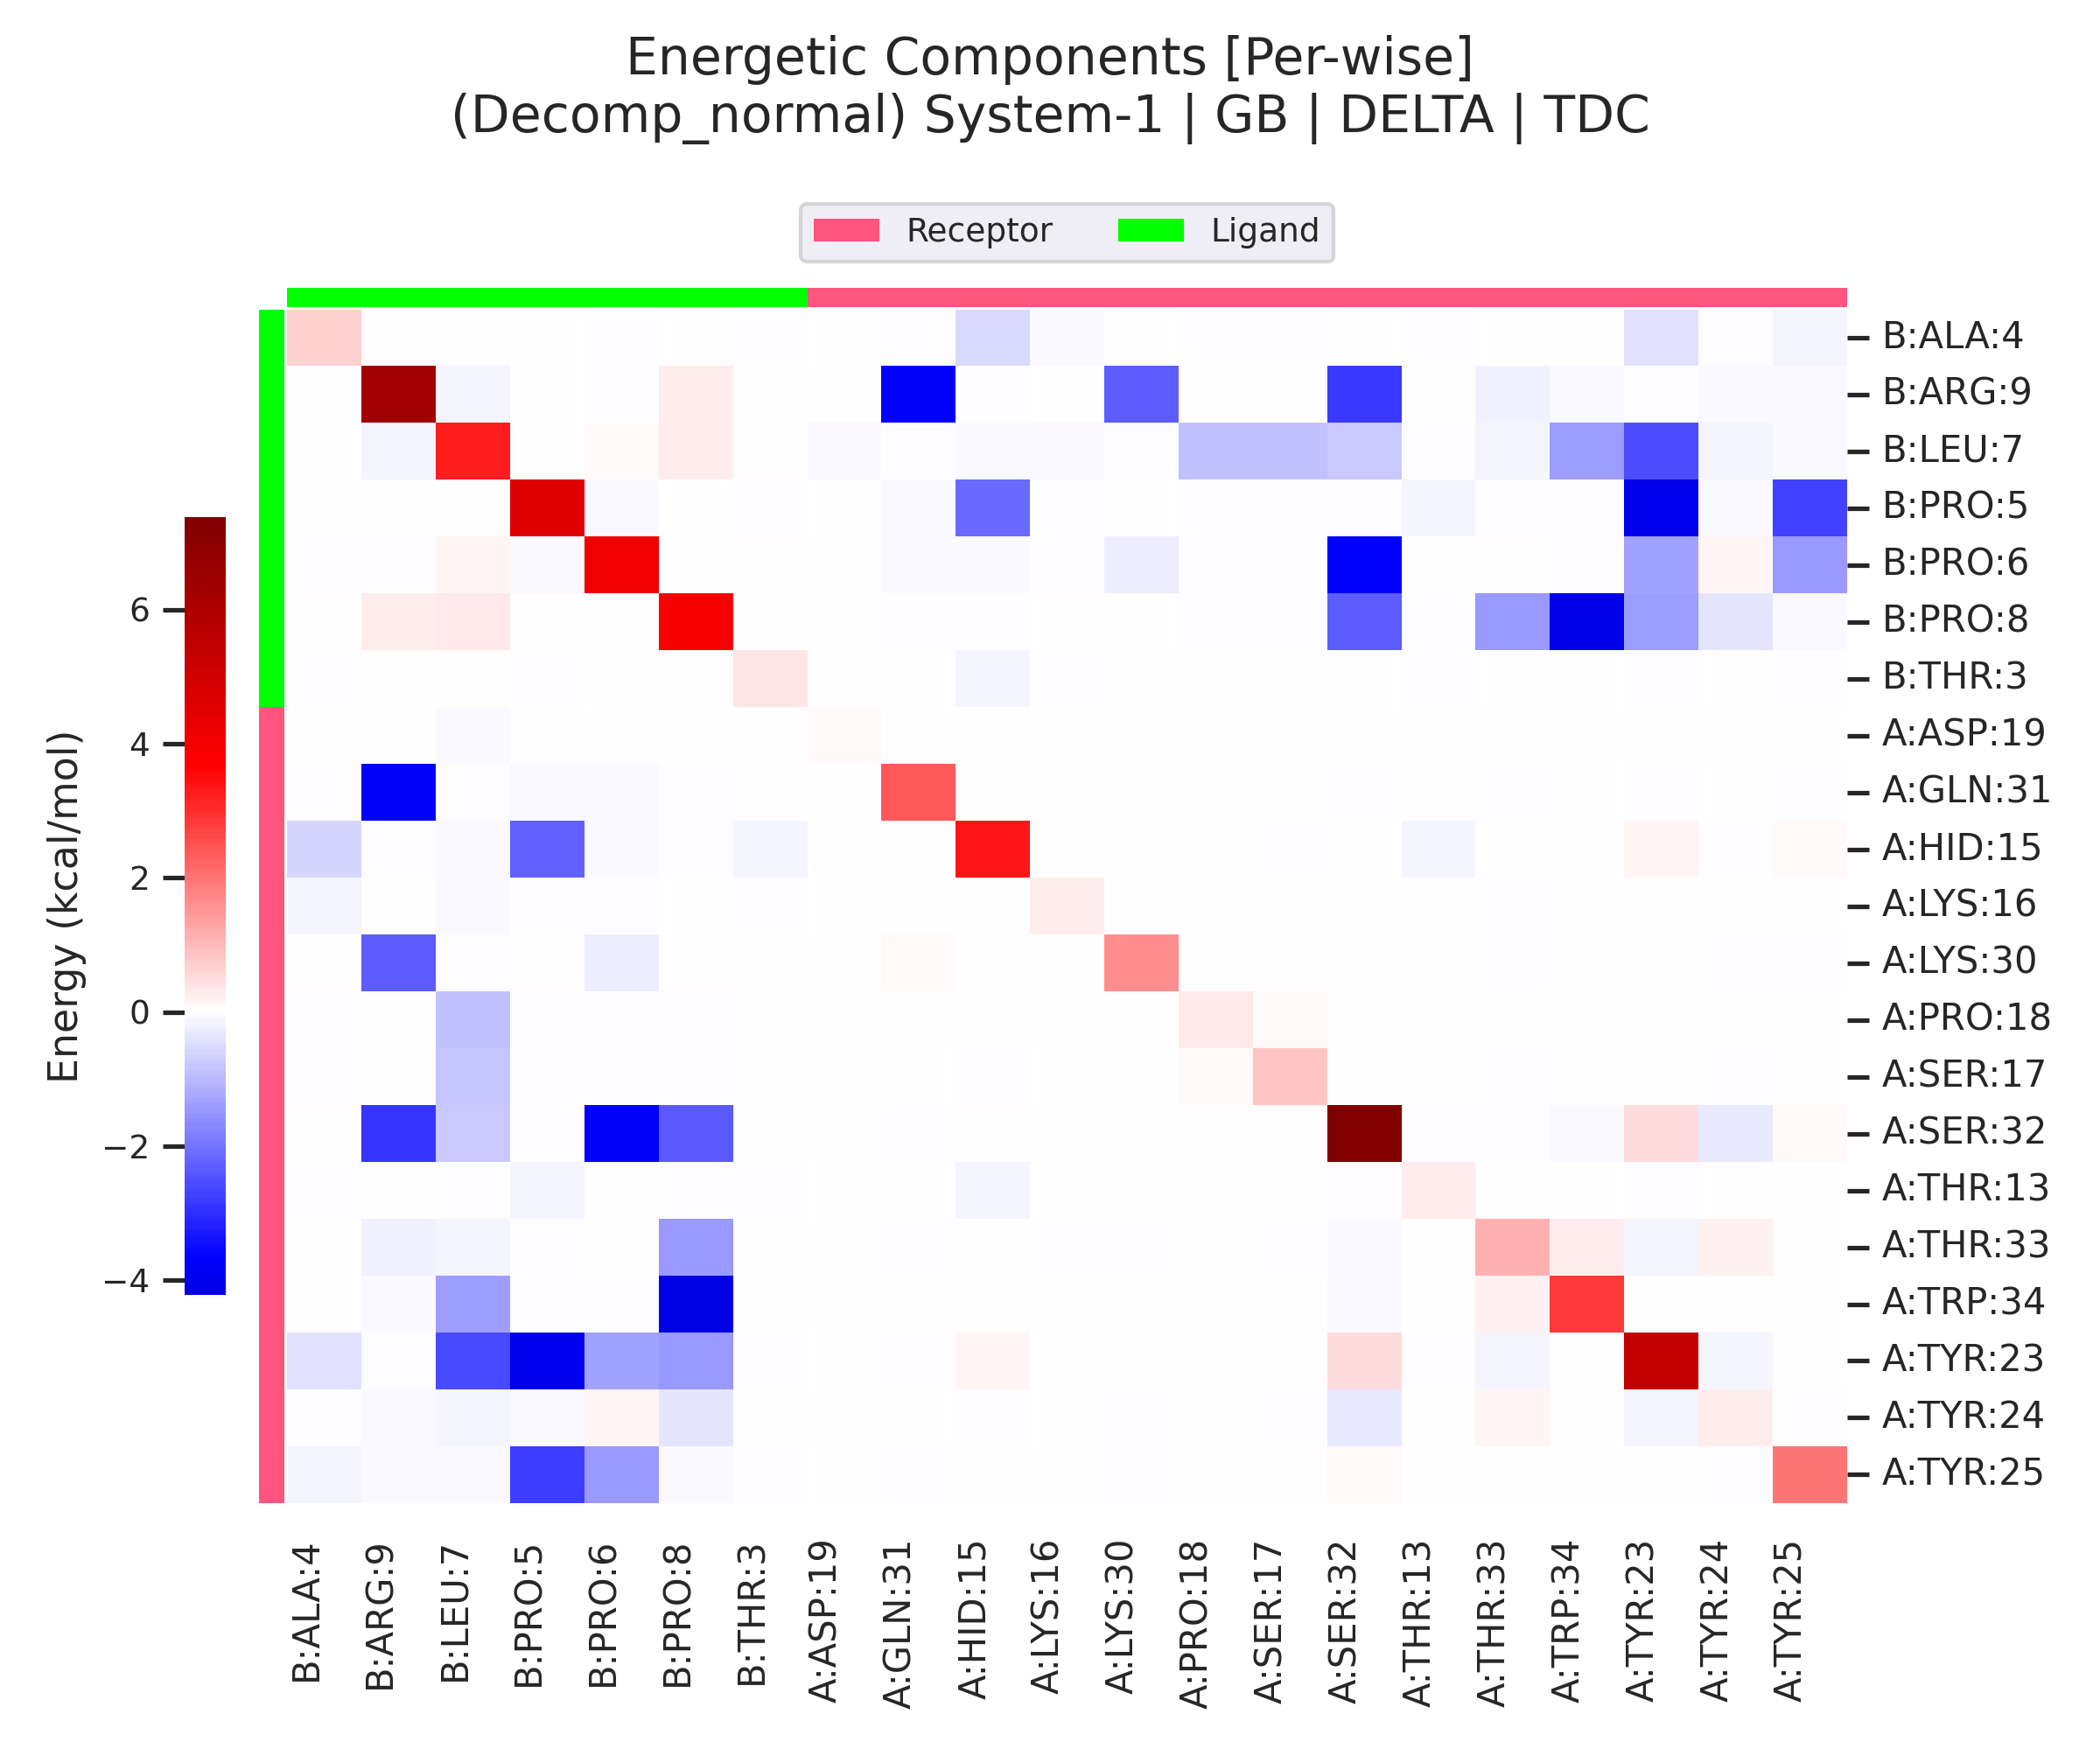 Energetic Components [Per-wise]
(Decomp_normal) System-1 | GB | DELTA | TDC
Receptor
Ligand
B:ALA:4
B:ARG:9
B:LEU:7
B:PRO:5
B:PRO:6
B:PRO:8
B:THR:3
A:ASP:19
A:GLN:31
A:HID:15
A:LYS:16
A:LYS:30
A:PRO:18
A:SER:17
A:SER:32
A:THR:13
A:THR:33
A:TRP:34
A:TYR:23
A:TYR:24
A:TYR:25
Energy (kcal/mol)
6
4
2
0
−2
−4
B:ALA:4
B:ARG:9
B:LEU:7
B:PRO:5
B:PRO:6
B:PRO:8
B:THR:3
A:ASP:19
A:GLN:31
A:HID:15
A:LYS:16
A:LYS:30
A:PRO:18
A:SER:17
A:SER:32
A:THR:13
A:THR:33
A:TRP:34
A:TYR:23
A:TYR:24
A:TYR:25